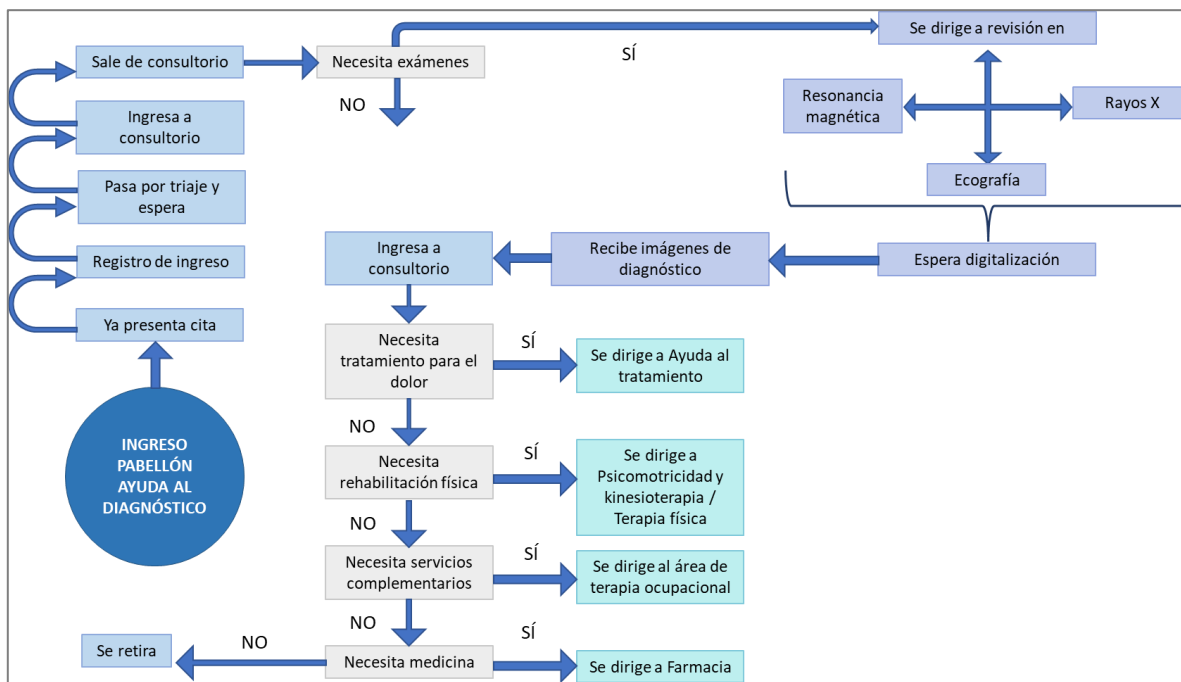 Sale de consultorio
Necesita exámenes
SÍ
Se dirige a revisión en
NO
Ingresa a
consultorio
Resonancia
magnética
Rayos X
Pasa por triaje y
espera
Ecografía
Registro de ingreso
Ingresa a
consultorio
Recibe imágenes de
diagnóstico
Espera digitalización
Ya presenta cita
Necesita
tratamiento para el
dolor
SÍ
Se dirige a Ayuda al
tratamiento
INGRESO
PABELLÓN
AYUDA AL
DIAGNÓSTICO
NO
Necesita
rehabilitación física
SÍ
Se dirige a
Psicomotricidad y
kinesioterapia /
Terapia física
NO
Necesita servicios
complementarios
SÍ
Se dirige al área de
terapia ocupacional
NO
Necesita medicina
SÍ
Se dirige a Farmacia
NO
Se retira